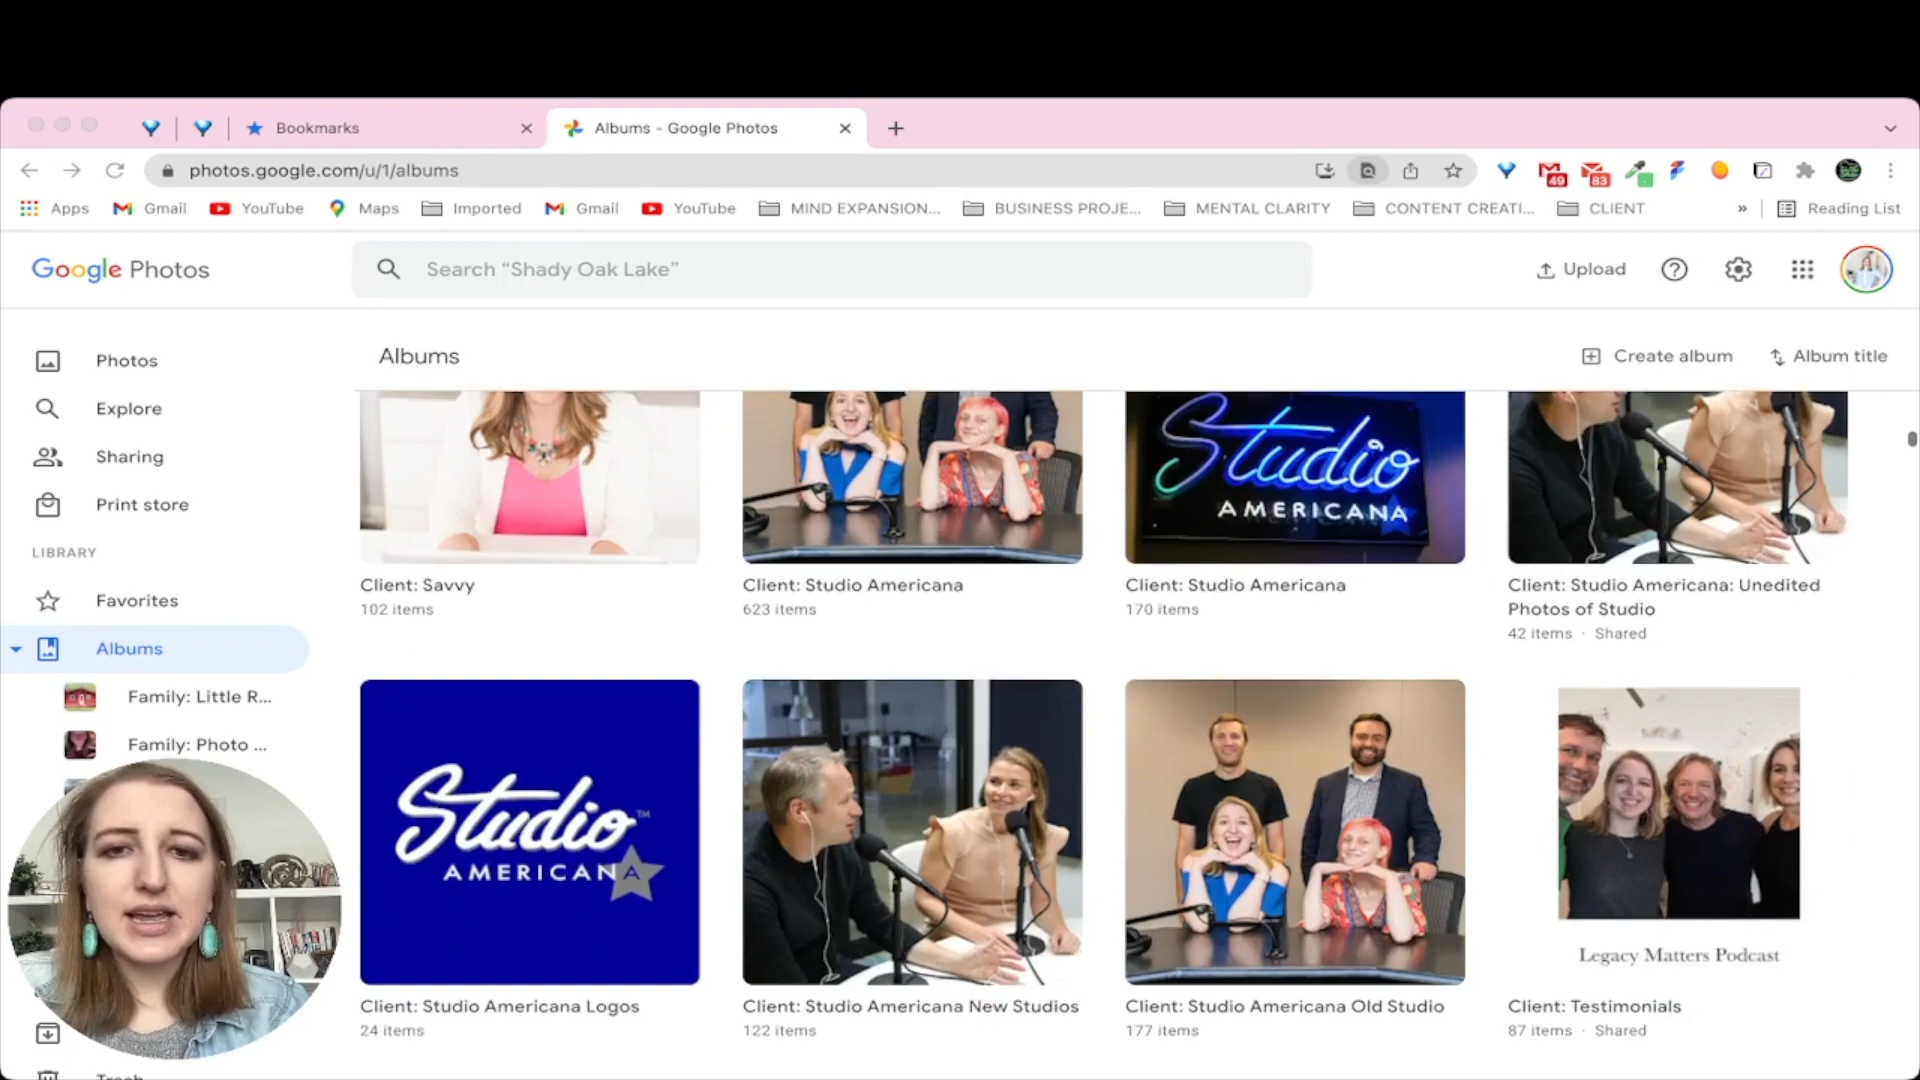 Bookmarks
Albums - Google Photos
photos.google.com/u/1/albums
49
83
Apps
Gmail
YouTube
Maps
Imported
Gmail
YouTube
MIND EXPANSION...
BUSINESS PROJE...
MENTAL CLARITY
CONTENT CREATI...
CLIENT
»
Reading List
Google Photos
Search “Shady Oak Lake”
Upload
Photos
Explore
Sharing
Print store
LIBRARY
Favorites
Albums
Family: Little R...
Family: Photo ...
Trash
Albums
Create album
Album title
Studio
AMERICANA
Client: Savvy
102 items
Client: Studio Americana
623 items
Client: Studio Americana
170 items
Client: Studio Americana: Unedited
Photos of Studio
42 items · Shared
Studio™
AMERICANA
Legacy Matters Podcast
Client: Studio Americana Logos
24 items
Client: Studio Americana New Studios
122 items
Client: Studio Americana Old Studio
177 items
Client: Testimonials
87 items · Shared